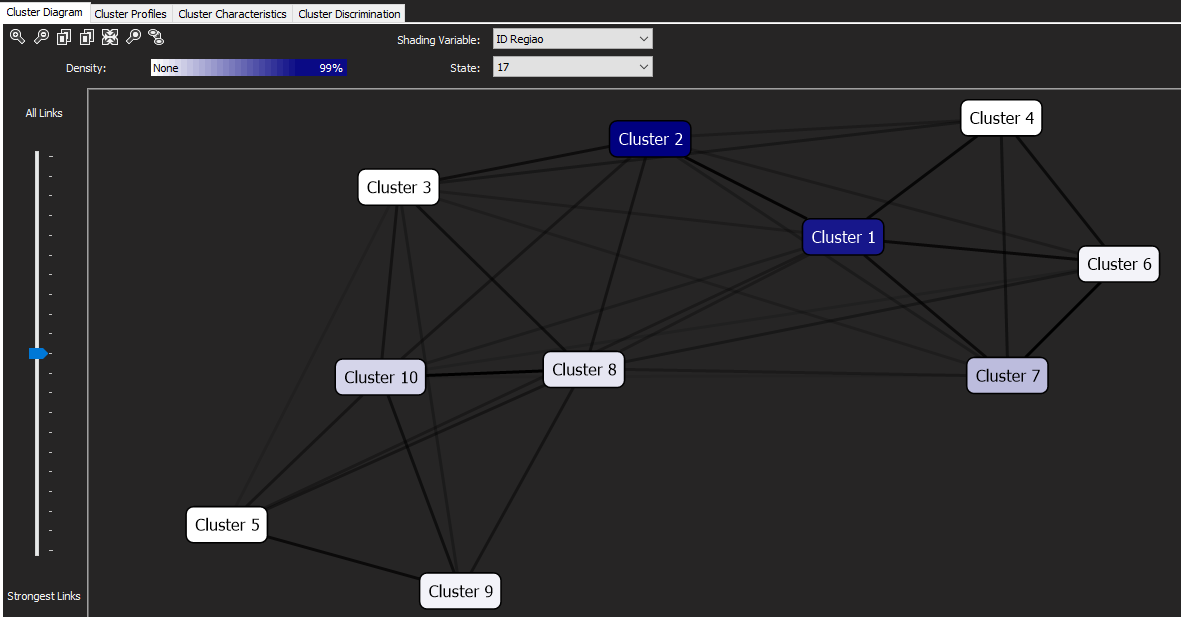 Cluster Diagram Cluster Profiles Cluster Characteristics Cluster Discrimination
Shading Variable: ID Regiao
Density: None 99% State: 17
All Links
Cluster 4
Cluster 2
Cluster 3
Cluster 1
Cluster 6
Cluster 8
Cluster 10
Cluster 7
Cluster 5
Cluster 9
Strongest Links